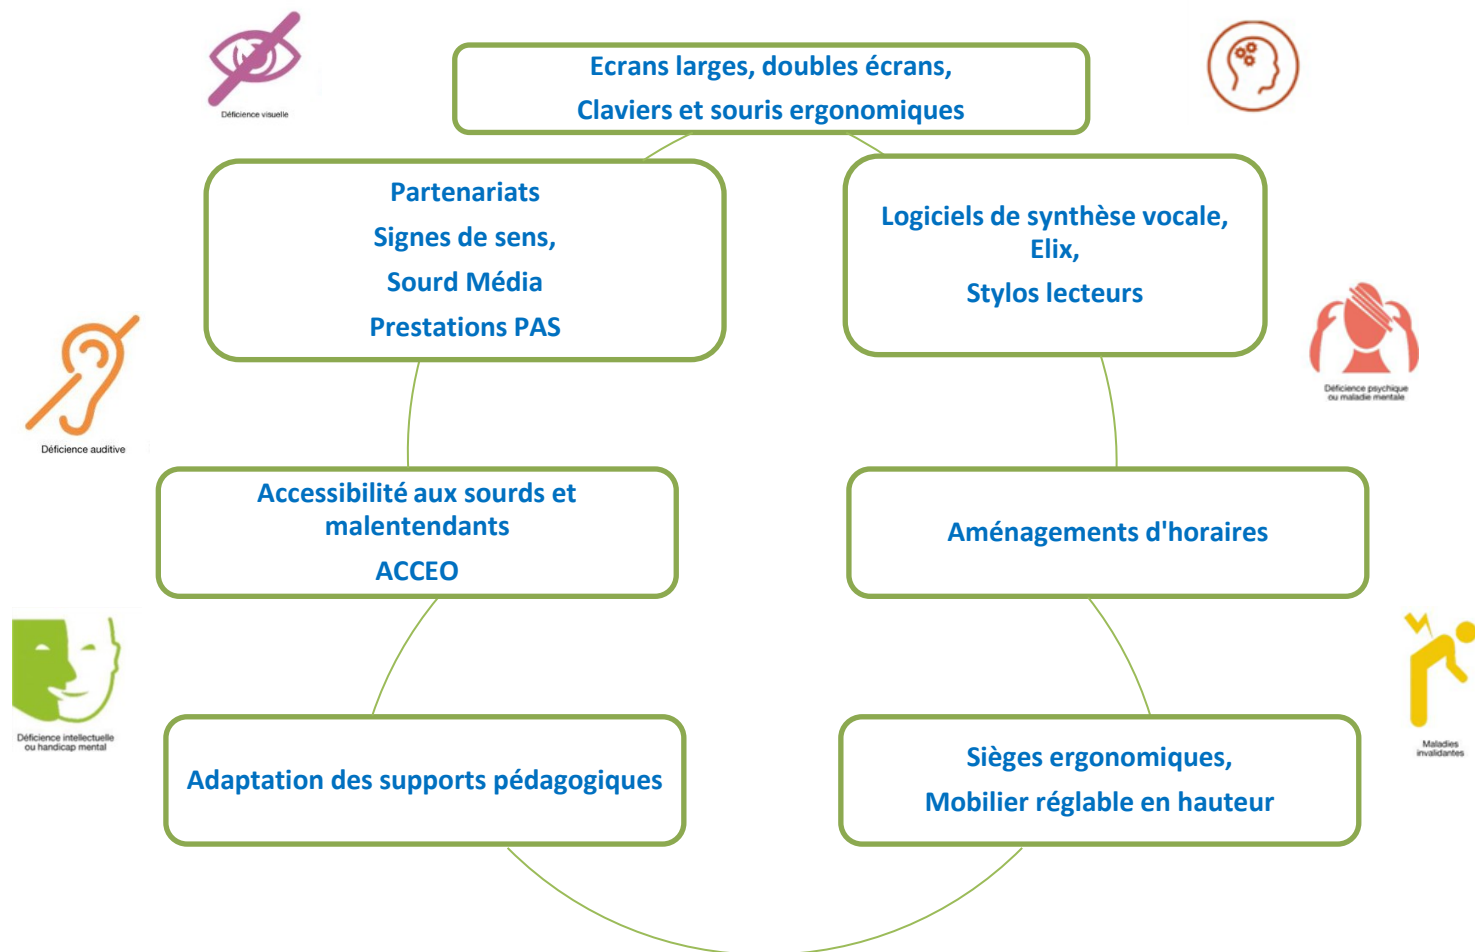 Ecrans larges, doubles écrans,
Claviers et souris ergonomiques
Déficience visuelle
Partenariats
Signes de sens,
Sourd Média
Prestations PAS
Logiciels de synthèse vocale,
Elix,
Stylos lecteurs
Déficience auditive
Déficience psychique
ou maladie mentale
Accessibilité aux sourds et
malentendants
ACCEO
Aménagements d'horaires
Déficience intellectuelle
ou handicap mental
Maladies
invalidantes
Adaptation des supports pédagogiques
Sièges ergonomiques,
Mobilier réglable en hauteur